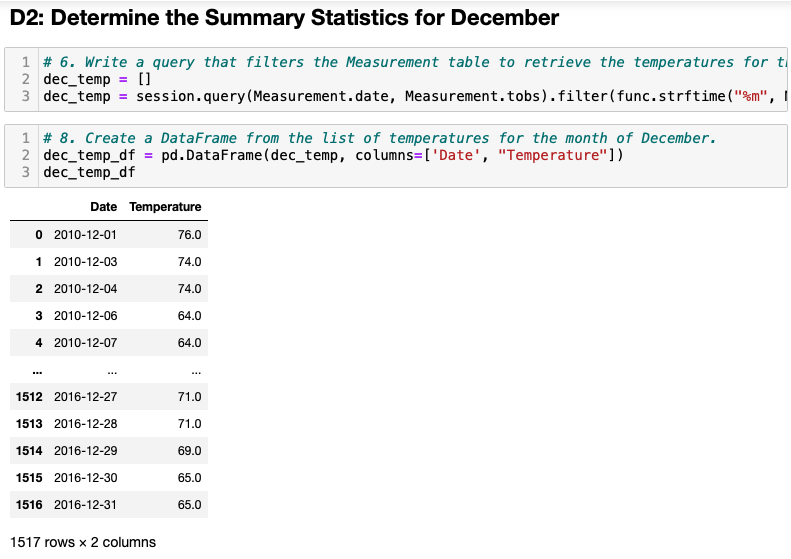 D2: Determine the Summary Statistics for December
1 # 6. Write a query that filters the Measurement table to retrieve the temperatures for
2 dec_temp = []
3 dec_temp = session.query(Measurement.date, Measurement.tobs).filter(func.strftime("%m",
1 # 8. Create a DataFrame from the list of temperatures for the month of December.
2 dec_temp_df = pd.DataFrame(dec_temp, columns=['Date', "Temperature"])
3 dec_temp_df
Date Temperature
0 2010-12-01 76.0
1 2010-12-03 74.0
2 2010-12-04 74.0
3 2010-12-06 64.0
4 2010-12-07 64.0
... ... ...
1512 2016-12-27 71.0
1513 2016-12-28 71.0
1514 2016-12-29 69.0
1515 2016-12-30 65.0
1516 2016-12-31 65.0
1517 rows × 2 columns